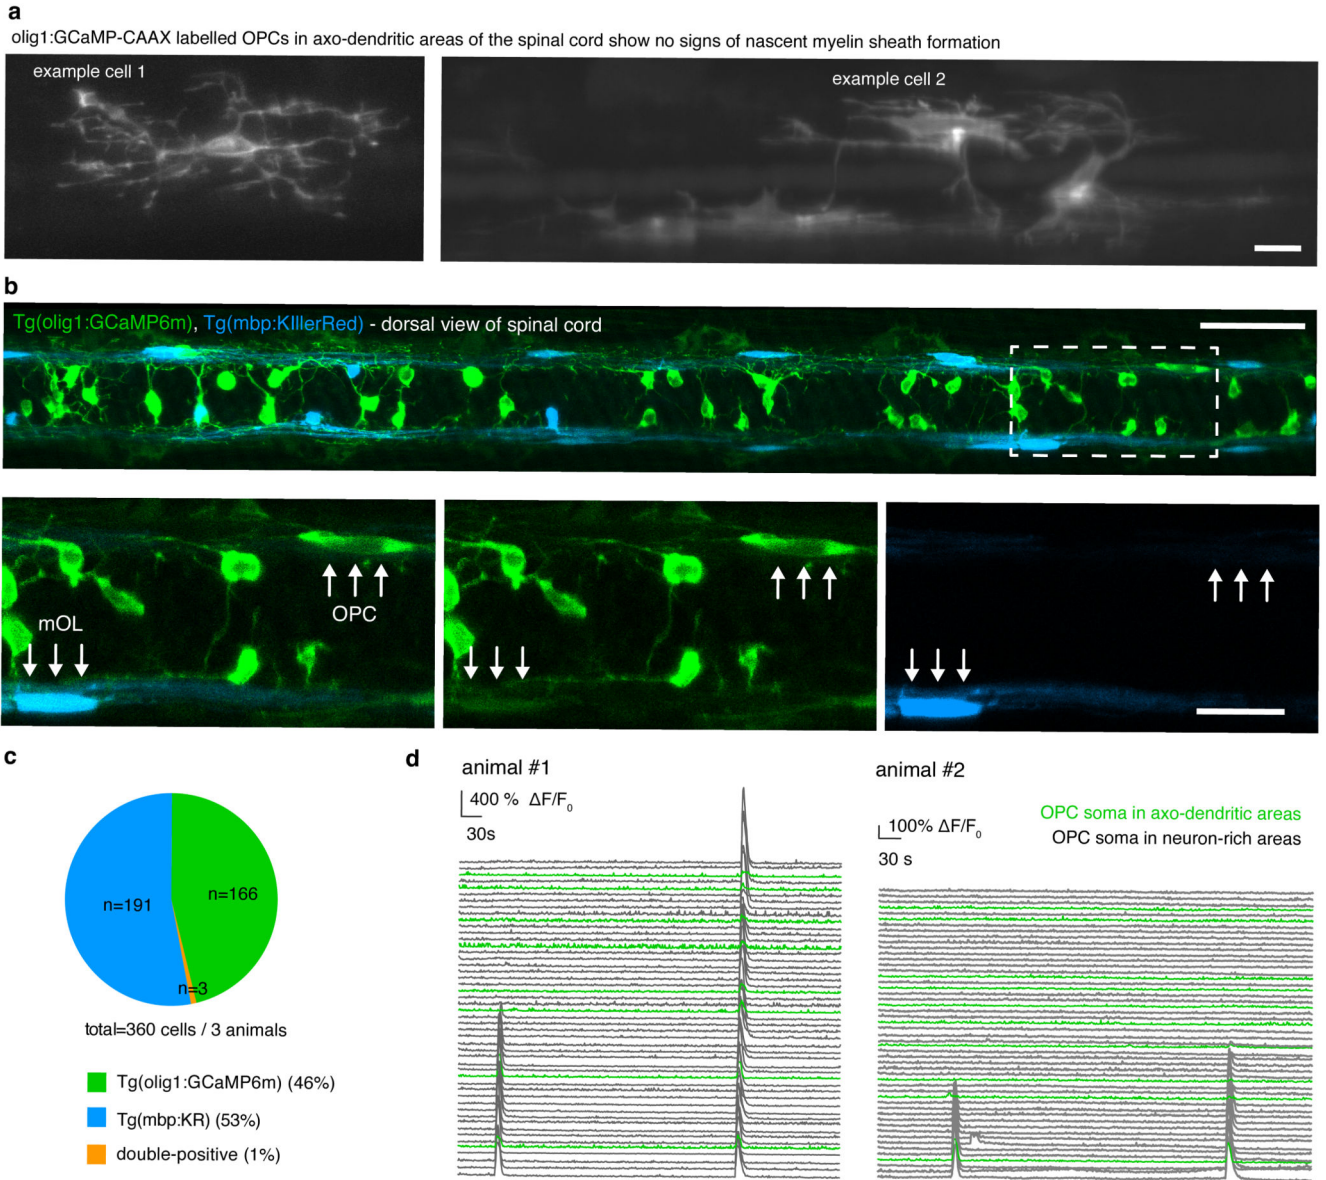 a
olig1:GCaMP-CAAX labelled OPCs in axo-dendritic areas of the spinal cord show no signs of nascent myelin sheath formation
example cell 1
example cell 2
b
Tg(olig1:GCaMP6m), Tg(mbp:KIllerRed) - dorsal view of spinal cord
mOL
OPC
c
n=191
n=166
n=3
total=360 cells / 3 animals
Tg(olig1:GCaMP6m) (46%)
Tg(mbp:KR) (53%)
double-positive (1%)
d
animal #1
400 % ΔF/F0
30s
animal #2
100% ΔF/F0
30 s
OPC soma in axo-dendritic areas
OPC soma in neuron-rich areas